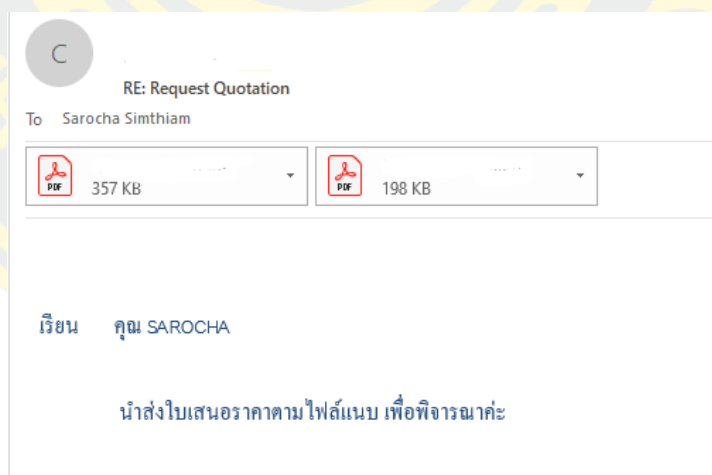 C
RE: Request Quotation
To Sarocha Simthiam
PDF 357 KB PDF 198 KB
เรียน คุณ SAROCHA
นำส่งใบเสนอราคาตามไฟล์แนบ เพื่อพิจารณาค่ะ